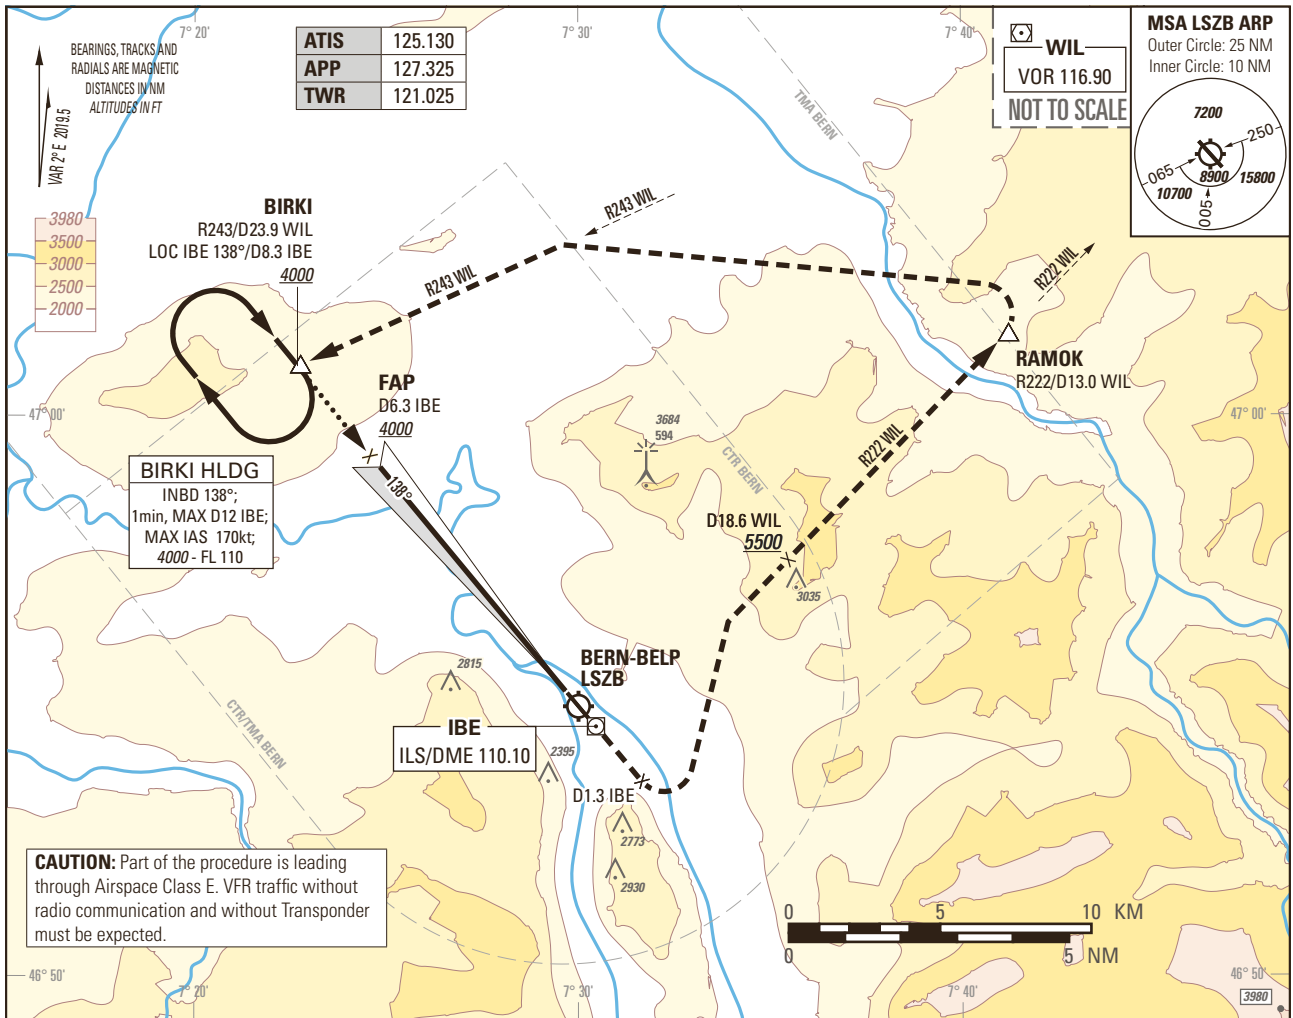 7° 20'
7° 30'
7° 40'
BEARINGS, TRACKS AND
RADIALS ARE MAGNETIC
DISTANCES IN NM
ALTITUDES IN FT
VAR 2° E 2019.5
ATIS 125.130
APP 127.325
TWR 121.025
WIL
VOR 116.90
NOT TO SCALE
MSA LSZB ARP
Outer Circle: 25 NM
Inner Circle: 10 NM
7200
250
065
8900
15800
10700
005
TMA BERN
3980
3500
3000
2500
2000
BIRKI
R243/D23.9 WIL
LOC IBE 138°/D8.3 IBE
4000
R243 WIL
R243 WIL
R222 WIL
RAMOK
R222/D13.0 WIL
FAP
D6.3 IBE
4000
47° 00'
47° 00'
3684
594
CTR BERN
R222 WIL
BIRKI HLDG
INBD 138°;
1min, MAX D12 IBE;
MAX IAS 170kt;
4000 - FL 110
138°
D18.6 WIL
5500
3035
BERN-BELP
LSZB
2815
CTR/TMA BERN
IBE
ILS/DME 110.10
2395
D1.3 IBE
2773
2930
CAUTION: Part of the procedure is leading
through Airspace Class E. VFR traffic without
radio communication and without Transponder
must be expected.
0 5 10 KM
0 5 NM
46° 50'
46° 50'
7° 20'
7° 30'
7° 40'
3980